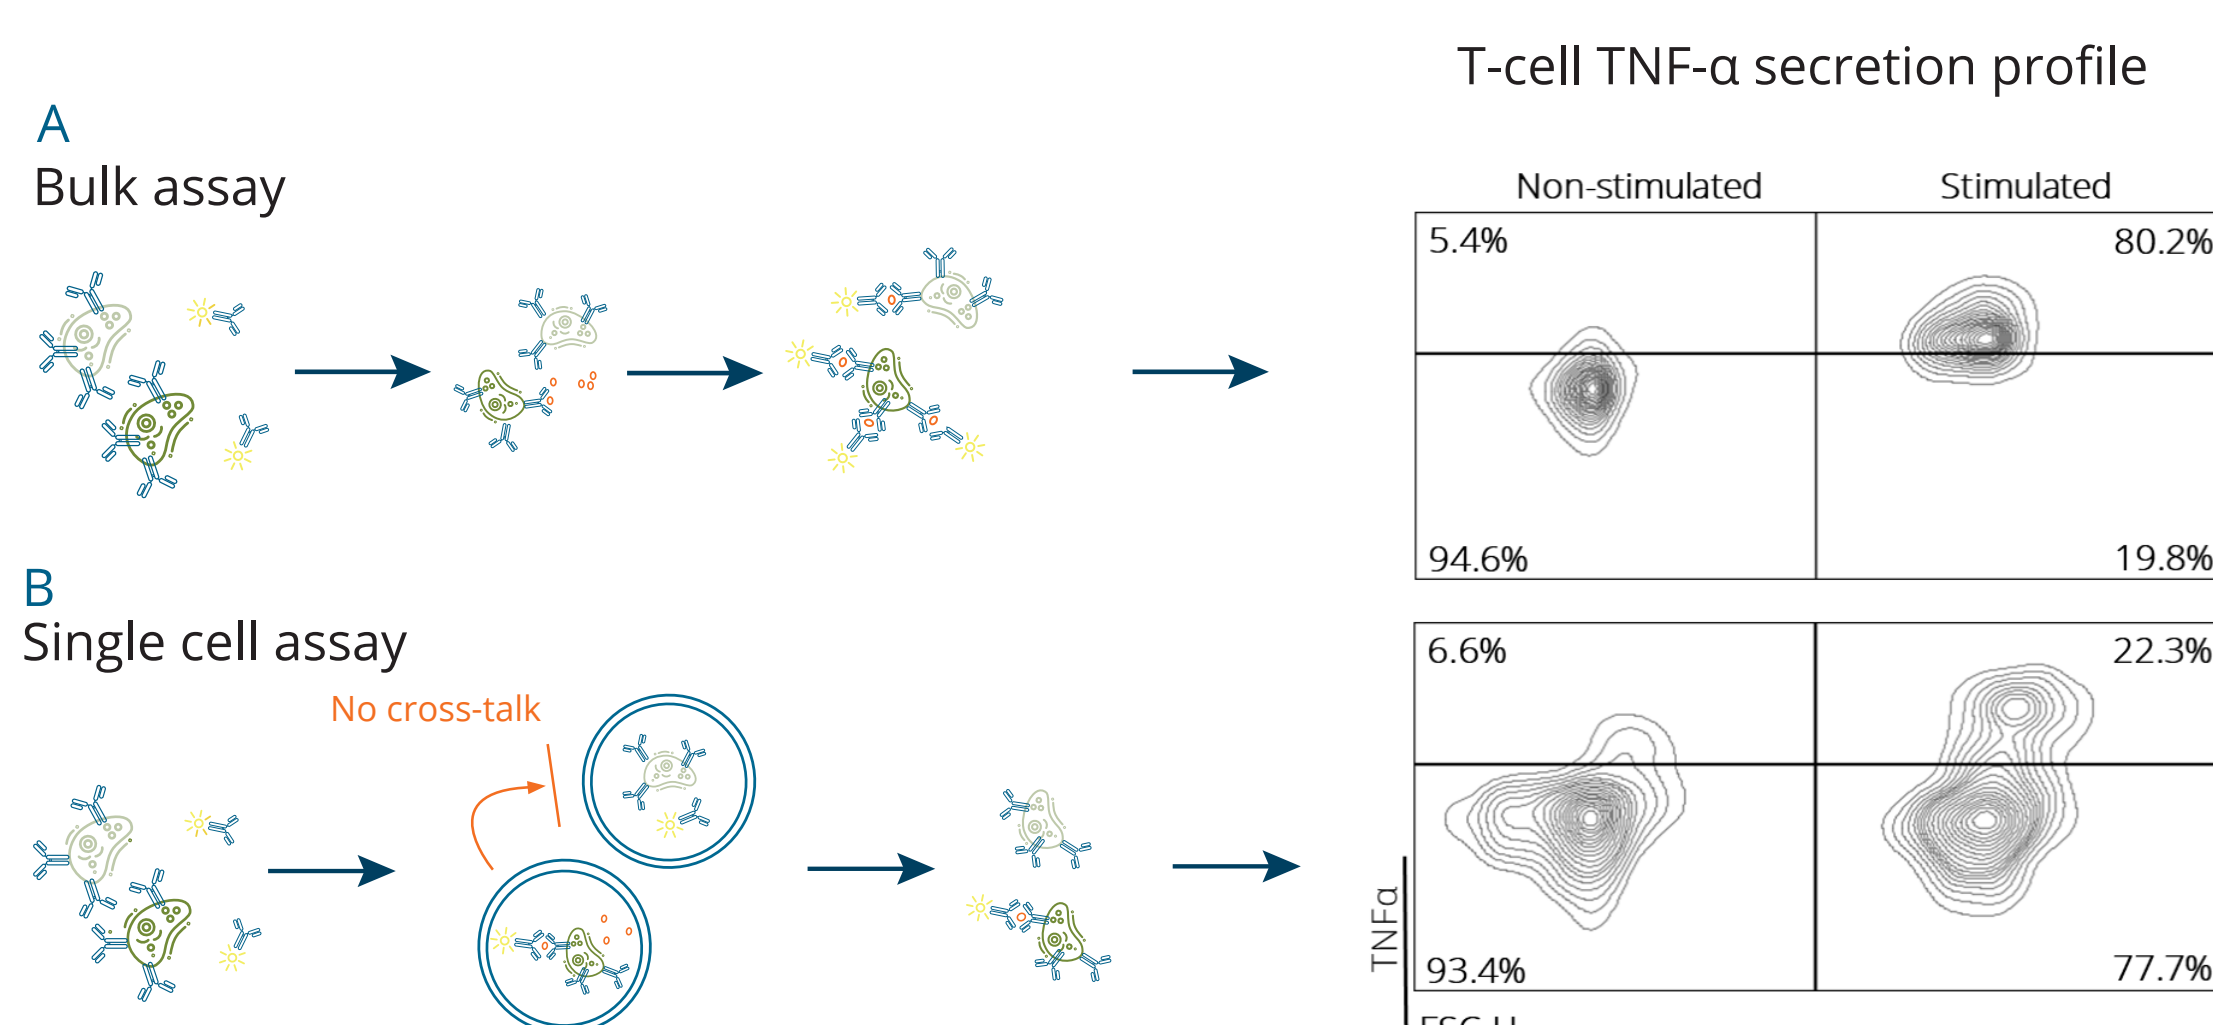 T-cell TNF-α secretion profile
A
Bulk assay
Non-stimulated
Stimulated
5.4%
80.2%
94.6%
19.8%
B
Single cell assay
No cross-talk
6.6%
22.3%
TNFα
93.4%
77.7%